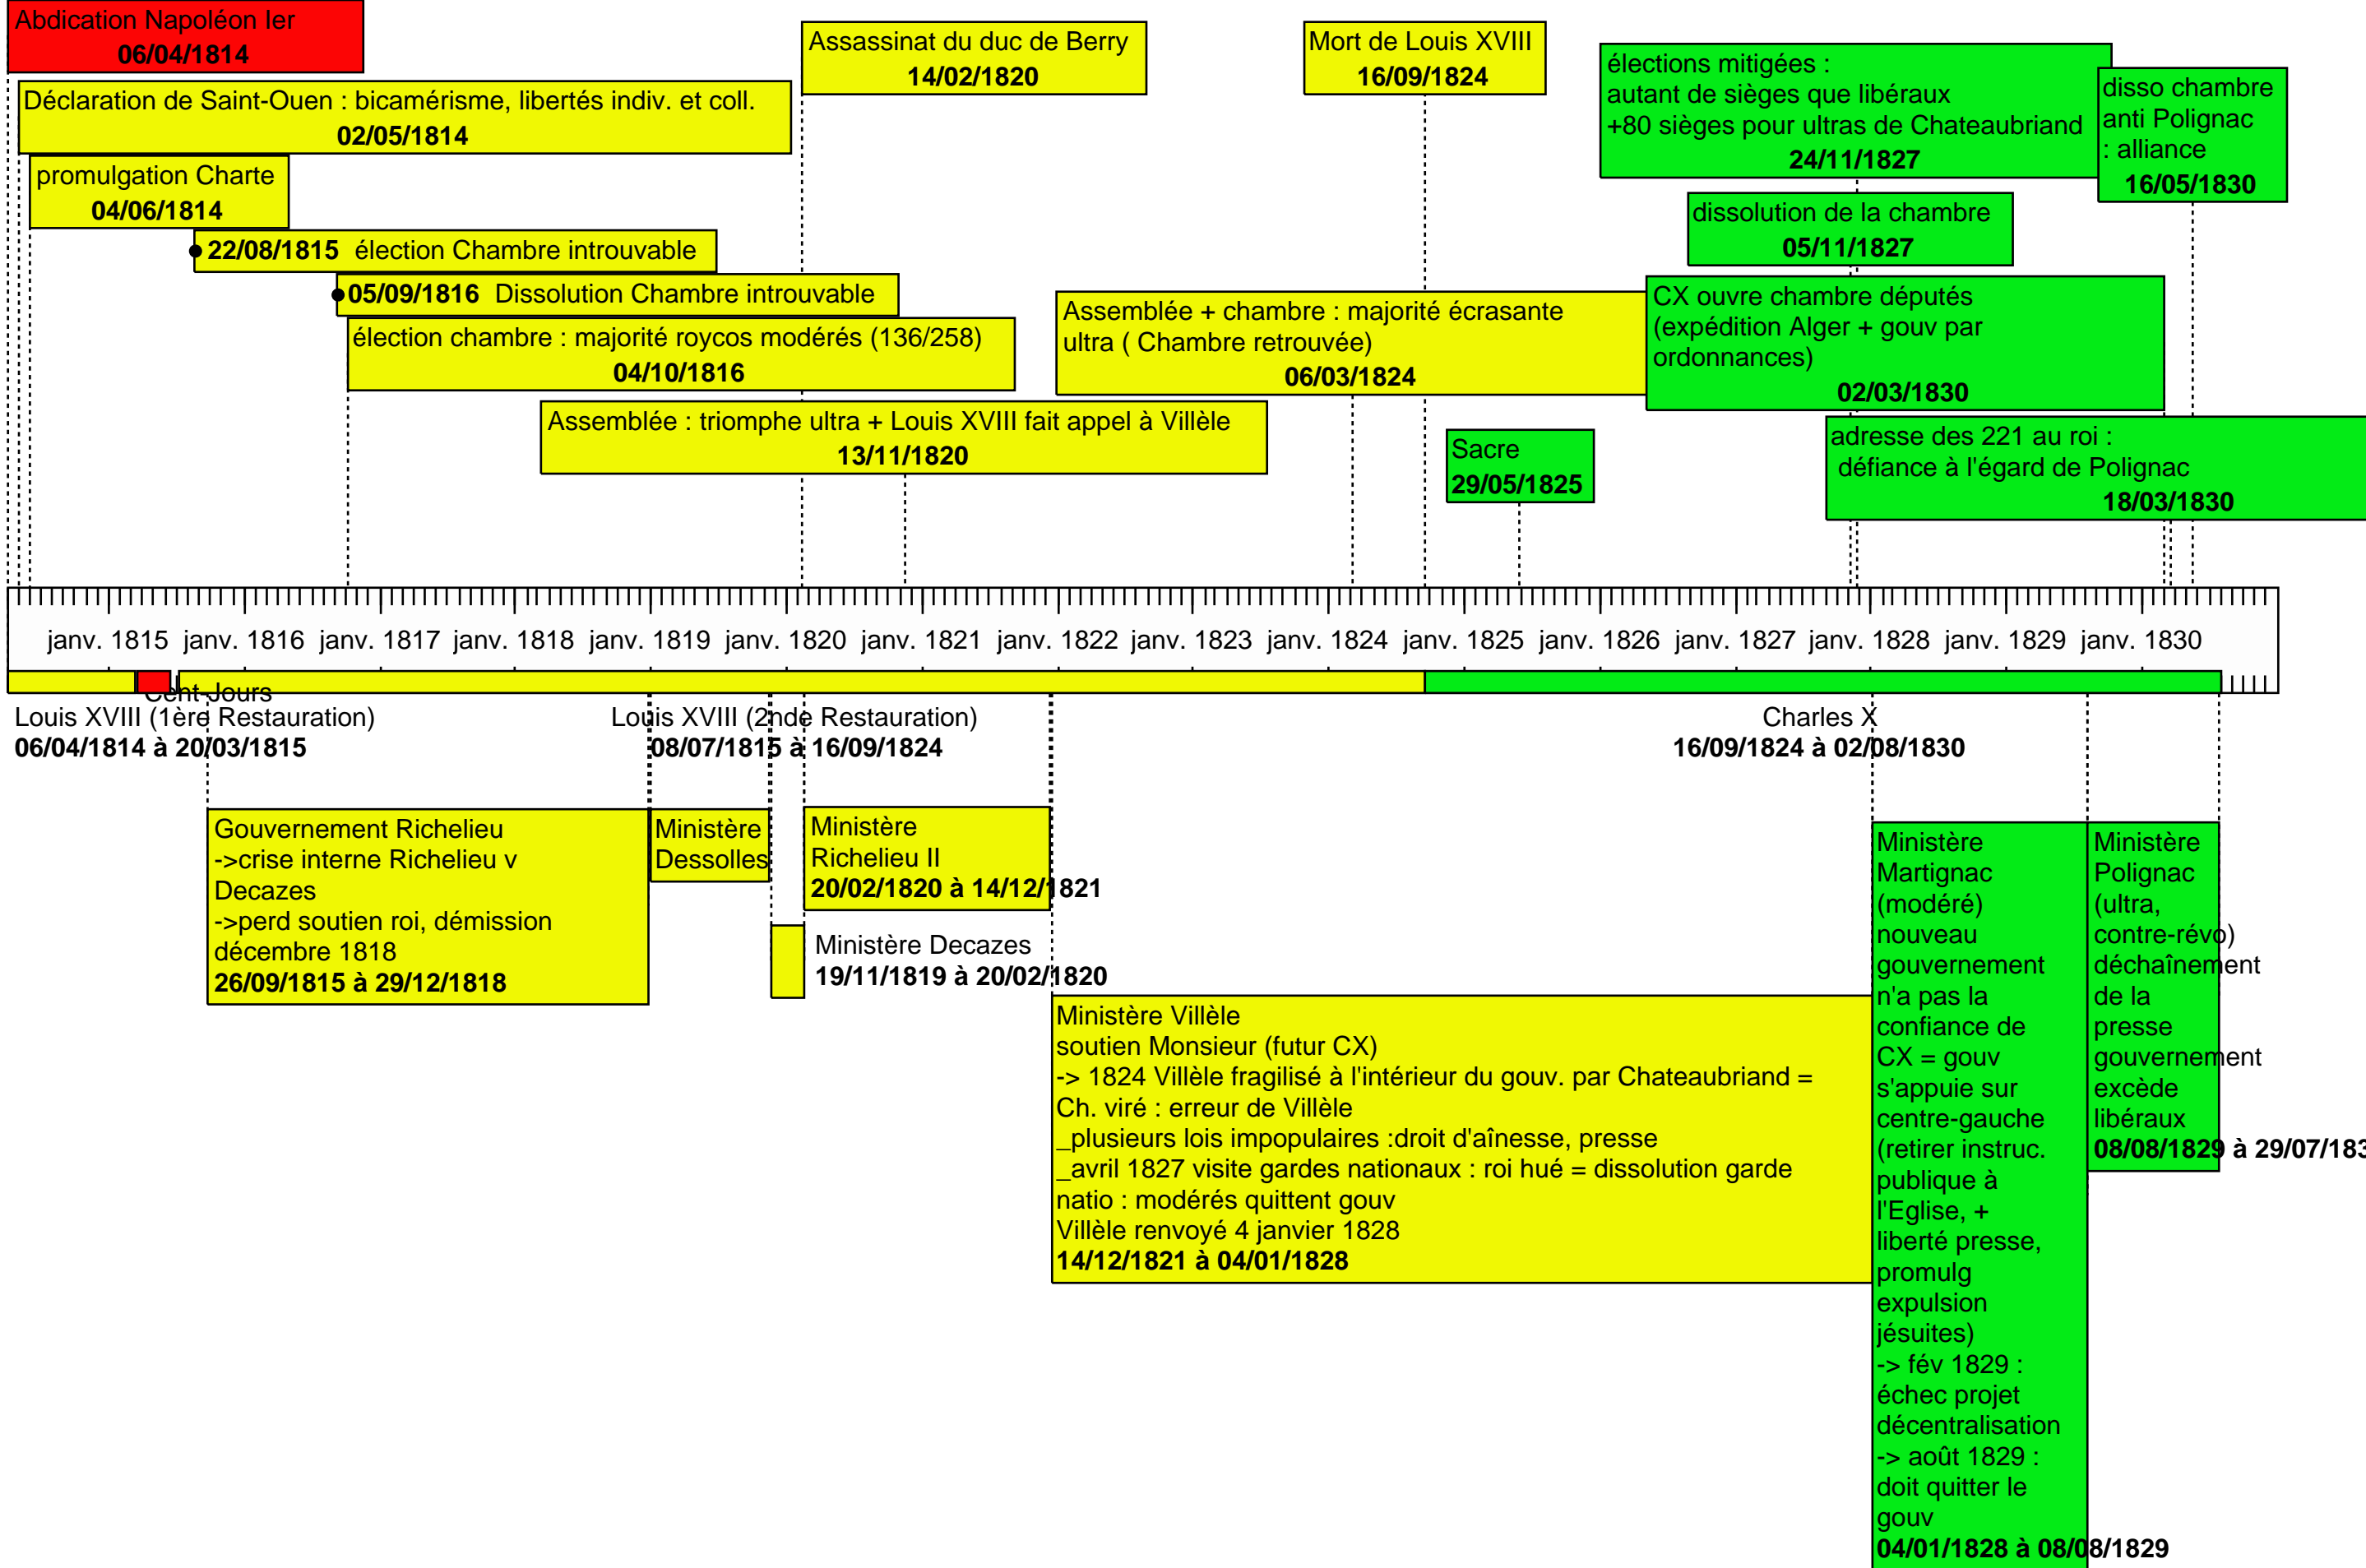 Abdication Napoléon Ier
06/04/1814
Déclaration de Saint-Ouen : bicamérisme, libertés indiv. et coll.
02/05/1814
promulgation Charte
04/06/1814
22/08/1815 élection Chambre introuvable
05/09/1816 Dissolution Chambre introuvable
élection chambre : majorité roycos modérés (136/258)
04/10/1816
Assemblée : triomphe ultra + Louis XVIII fait appel à Villèle
13/11/1820
Assassinat du duc de Berry
14/02/1820
Mort de Louis XVIII
16/09/1824
Assemblée + chambre : majorité écrasante
ultra ( Chambre retrouvée)
06/03/1824
Sacre
29/05/1825
élections mitigées :
autant de sièges que libéraux
+80 sièges pour ultras de Chateaubriand
24/11/1827
disso chambre
anti Polignac
: alliance
16/05/1830
dissolution de la chambre
05/11/1827
CX ouvre chambre députés
(expédition Alger + gouv par
ordonnances)
02/03/1830
adresse des 221 au roi :
défiance à l'égard de Polignac
18/03/1830
janv. 1815 janv. 1816 janv. 1817 janv. 1818 janv. 1819 janv. 1820 janv. 1821 janv. 1822 janv. 1823 janv. 1824 janv. 1825 janv. 1826 janv. 1827 janv. 1828 janv. 1829 janv. 1830
Cent-Jours
Louis XVIII (1ère Restauration)
06/04/1814 à 20/03/1815
Louis XVIII (2nde Restauration)
08/07/1815 à 16/09/1824
Charles X
16/09/1824 à 02/08/1830
Gouvernement Richelieu
->crise interne Richelieu v
Decazes
->perd soutien roi, démission
décembre 1818
26/09/1815 à 29/12/1818
Ministère
Dessolles
Ministère
Richelieu II
20/02/1820 à 14/12/1821
Ministère Decazes
19/11/1819 à 20/02/1820
Ministère Villèle
soutien Monsieur (futur CX)
-> 1824 Villèle fragilisé à l'intérieur du gouv. par Chateaubriand =
Ch. viré : erreur de Villèle
_plusieurs lois impopulaires :droit d'aînesse, presse
_avril 1827 visite gardes nationaux : roi hué = dissolution garde
natio : modérés quittent gouv
Villèle renvoyé 4 janvier 1828
14/12/1821 à 04/01/1828
Ministère
Martignac
(modéré)
nouveau
gouvernement
n'a pas la
confiance de
CX = gouv
s'appuie sur
centre-gauche
(retirer instruc.
publique à
l'Eglise, +
liberté presse,
promulg
expulsion
jésuites)
-> fév 1829 :
échec projet
décentralisation
-> août 1829 :
doit quitter le
gouv
04/01/1828 à 08/08/1829
Ministère
Polignac
(ultra,
contre-révo)
déchaînement
de la
presse
gouvernement
excède
libéraux
08/08/1829 à 29/07/183